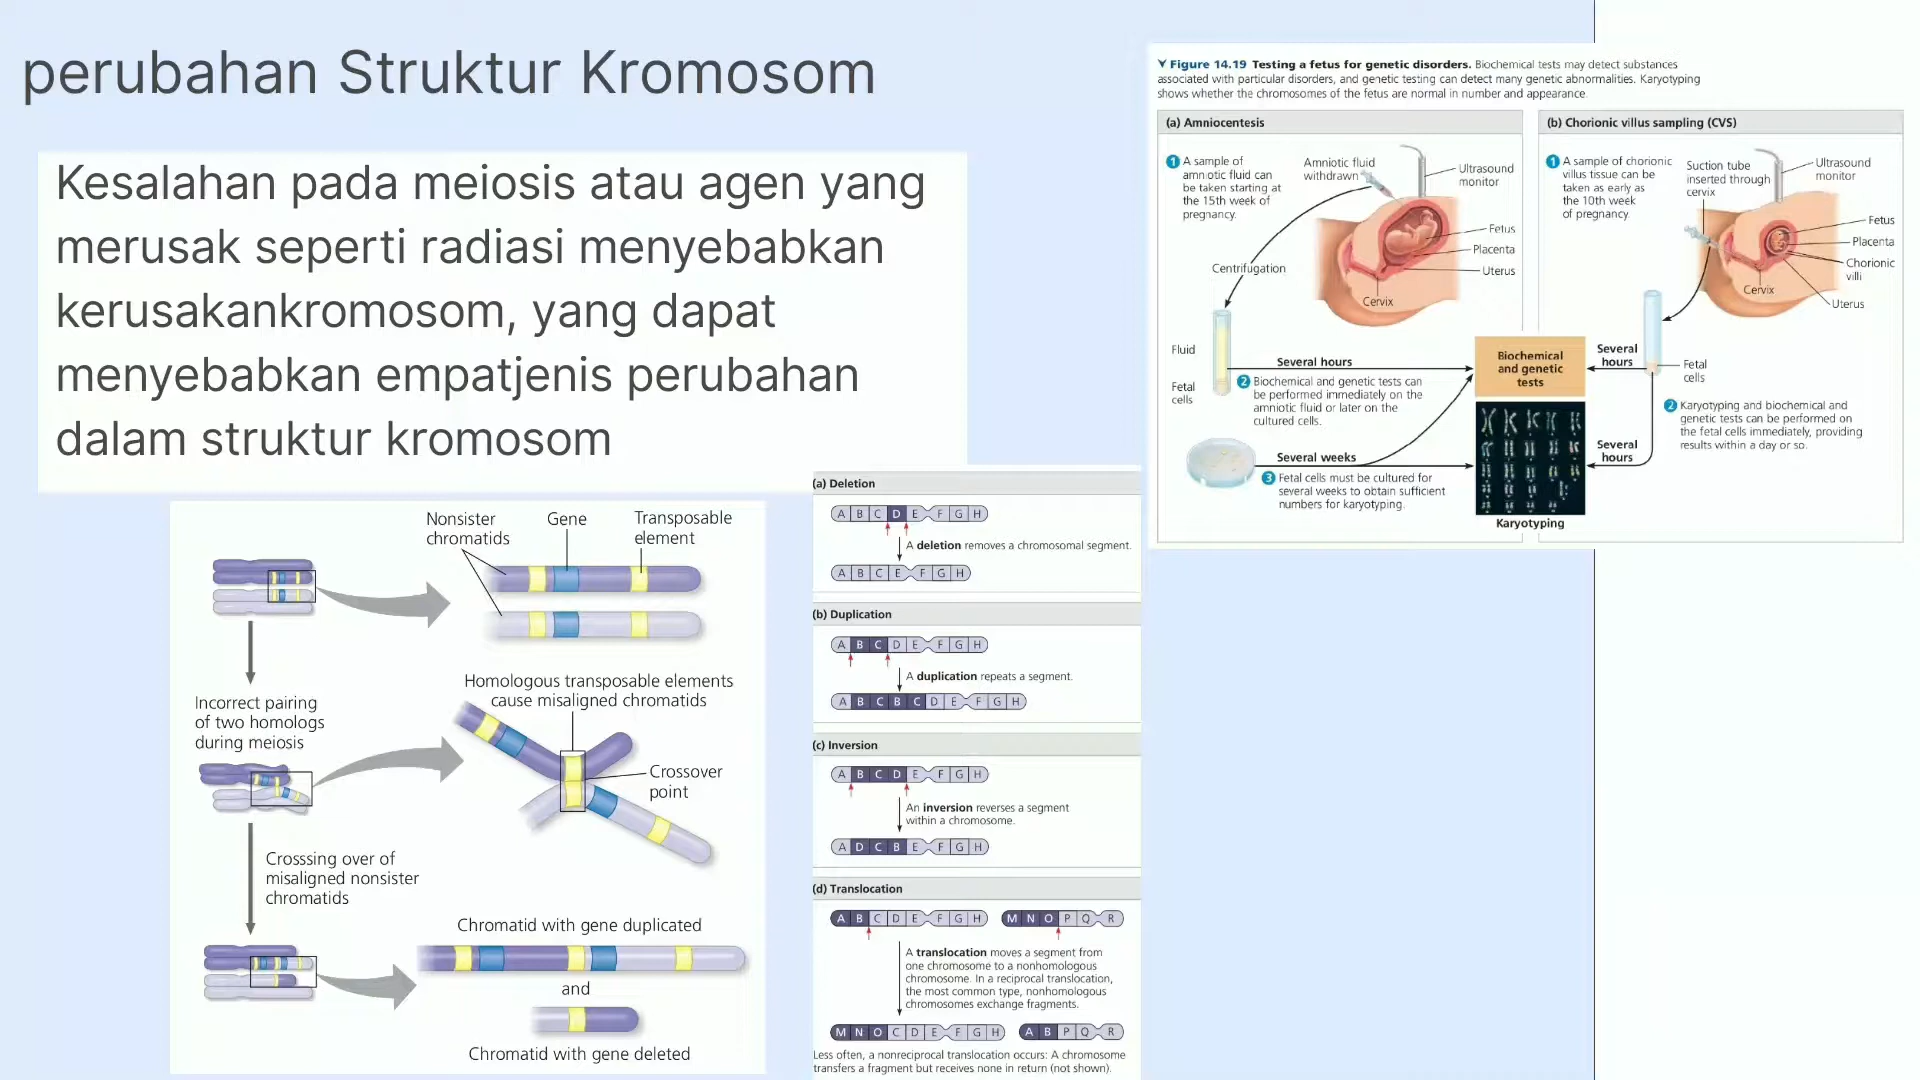 perubahan Struktur Kromosom
Kesalahan pada meiosis atau agen yang
merusak seperti radiasi menyebabkan
kerusakankromosom, yang dapat
menyebabkan empatjenis perubahan
dalam struktur kromosom
Nonsister
chromatids
Gene
Transposable
element
Incorrect pairing
of two homologs
during meiosis
Homologous transposable elements
cause misaligned chromatids
Crossover
point
Crosssing over of
misaligned nonsister
chromatids
Chromatid with gene duplicated
and
Chromatid with gene deleted
(a) Deletion
A B C D E F G H
A deletion removes a chromosomal segment.
A B C E F G H
(b) Duplication
A B C D E F G H
A duplication repeats a segment.
A B C B C D E F G H
(c) Inversion
A B C D E F G H
An inversion reverses a segment
within a chromosome.
A D C B E F G H
(d) Translocation
A B C D E F G H
M N O P Q R
A translocation moves a segment from
one chromosome to a nonhomologous
chromosome. In a reciprocal translocation,
the most common type, nonhomologous
chromosomes exchange fragments.
M N O C D E F G H
A B P Q R
Less often, a nonreciprocal translocation occurs: A chromosome
transfers a fragment but receives none in return (not shown).
Figure 14.19 Testing a fetus for genetic disorders. Biochemical tests may detect substances
associated with particular disorders, and genetic testing can detect many genetic abnormalities. Karyotyping
shows whether the chromosomes of the fetus are normal in number and appearance.
(a) Amniocentesis
1 A sample of
amniotic fluid can
be taken starting at
the 15th week of
pregnancy.
Amniotic fluid
withdrawn
Ultrasound
monitor
Fetus
Placenta
Uterus
Cervix
Centrifugation
Fluid
Fetal
cells
Several hours
2 Biochemical and genetic tests can
be performed immediately on the
amniotic fluid or later on the
cultured cells.
Several weeks
3 Fetal cells must be cultured for
several weeks to obtain sufficient
numbers for karyotyping.
Biochemical
and genetic
tests
Karyotyping
(b) Chorionic villus sampling (CVS)
1 A sample of chorionic
villus tissue can be
taken as early as
the 10th week
of pregnancy.
Suction tube
inserted through
cervix
Ultrasound
monitor
Fetus
Placenta
Chorionic
villi
Uterus
Cervix
Several
hours
Fetal
cells
2 Karyotyping and biochemical and
genetic tests can be performed on
the fetal cells immediately, providing
results within a day or so.
Several
hours